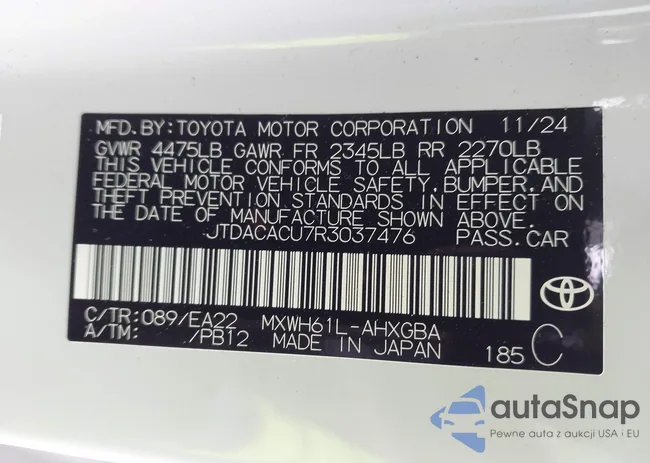 MFD.BY:TOYOTA MOTOR CORPORATION 11/24
GVWR 4475LB GAWR FR 2345LB RR 2270LB
THIS VEHICLE CONFORMS TO ALL APPLICABLE
FEDERAL MOTOR VEHICLE SAFETY,BUMPER,AND
THEFT PREVENTION STANDARDS IN EFFECT ON
THE DATE OF MANUFACTURE SHOWN ABOVE.
JTDACACU7R3037476 PASS.CAR
C/TR:089/EA22 MXWH61L-AHXGBA
A/TM: /PB12 MADE IN JAPAN 185 C
autaSnap
Pewne auta z aukcji USA i EU